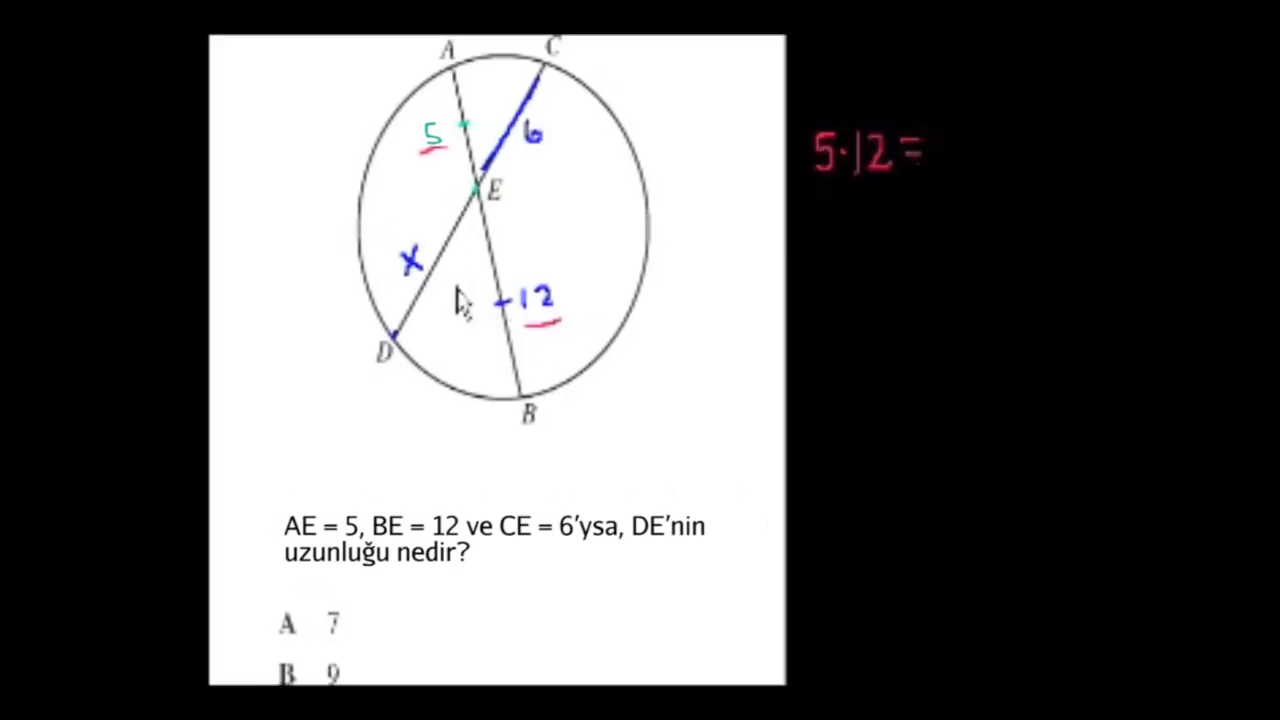 A
C
5
6
5·12=
E
x
12
D
B
AE = 5, BE = 12 ve CE = 6'ysa, DE'nin
uzunluğu nedir?
A 7
B 9